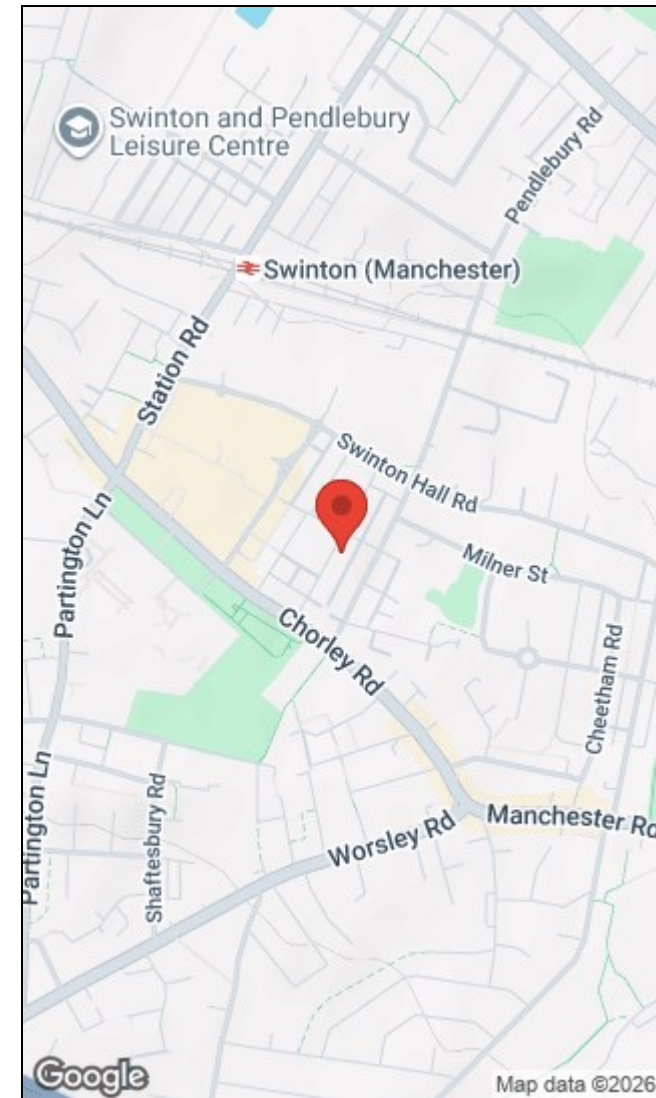 Swinton and Pendlebury
Leisure Centre
Pendlebury Rd
Swinton (Manchester)
Station Rd
Swinton Hall Rd
Partington Ln
Milner St
Chorley Rd
Cheetham Rd
Partington Ln
Shaftesbury Rd
Worsley Rd
Manchester Rd
Google
Map data ©2026